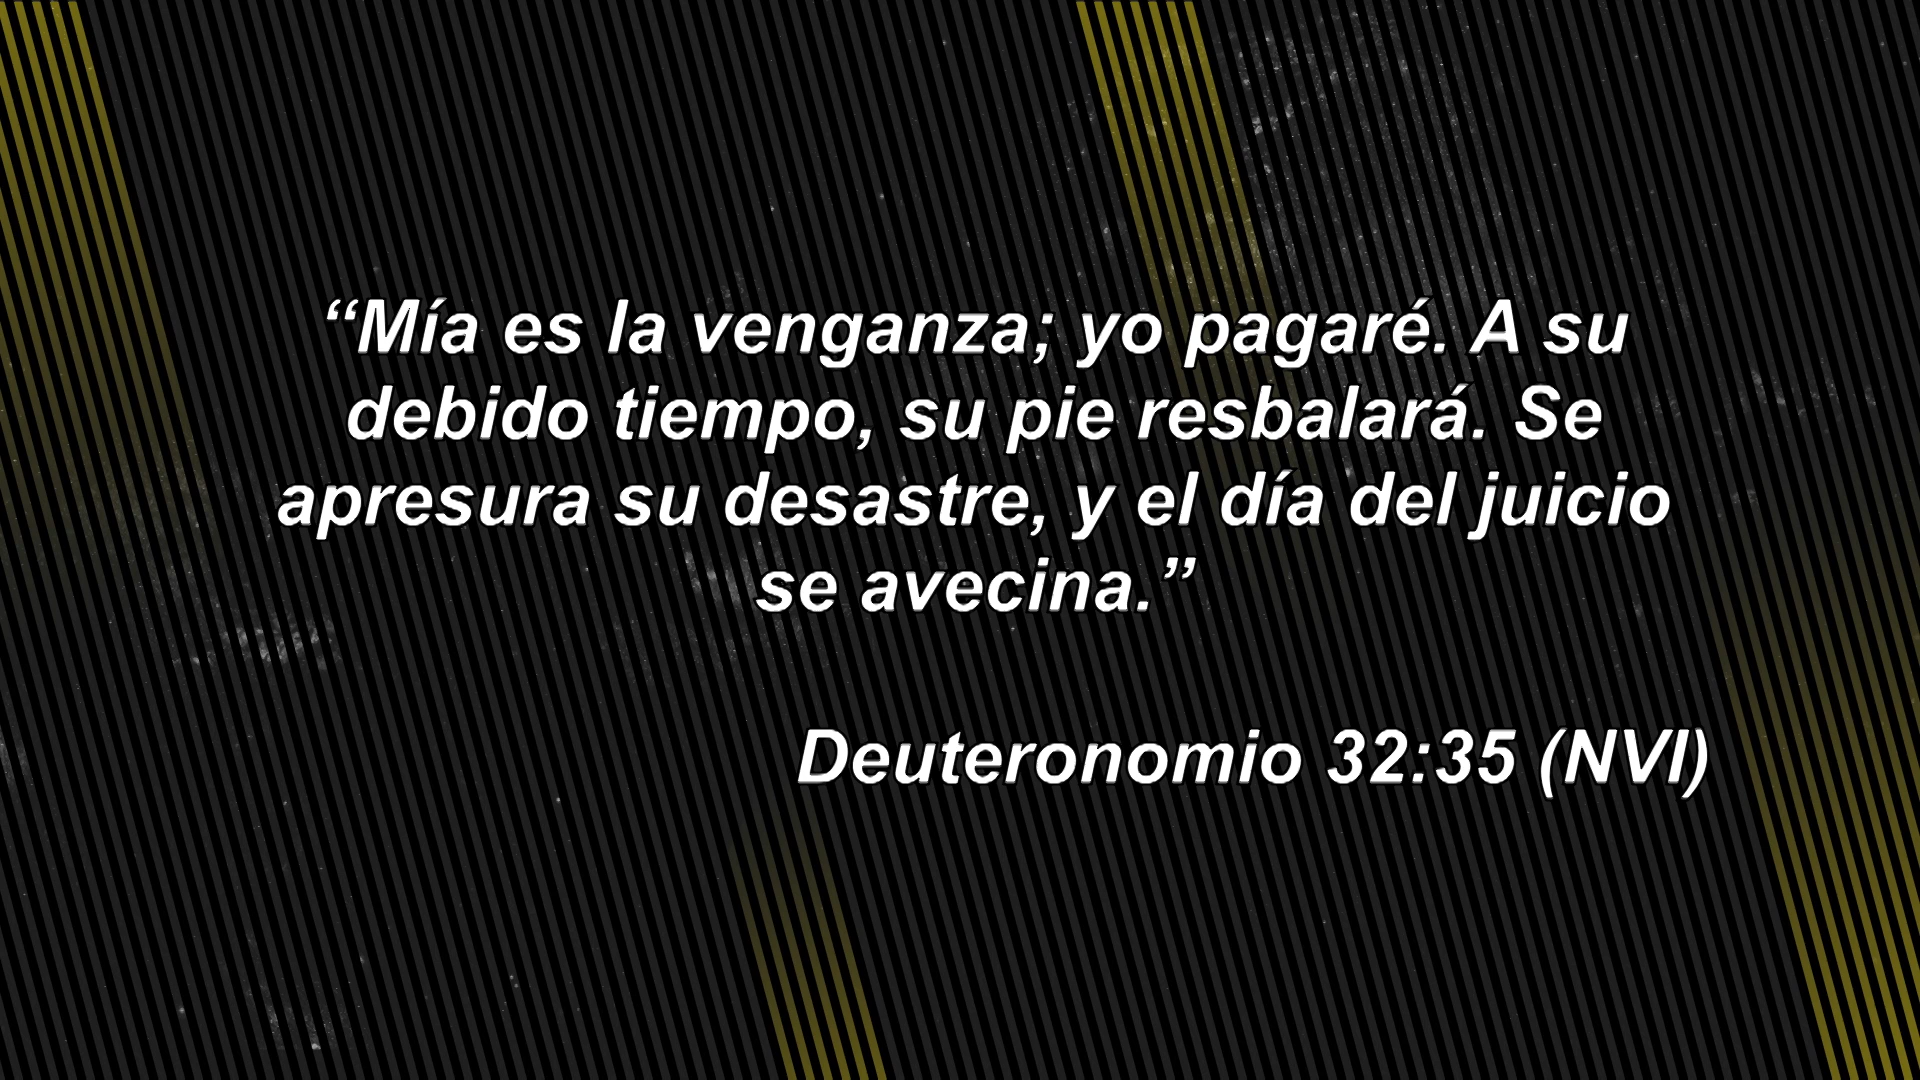 “Mía es la venganza; yo pagaré. A su
debido tiempo, su pie resbalará. Se
apresura su desastre, y el día del juicio
se avecina.”
Deuteronomio 32:35 (NVI)